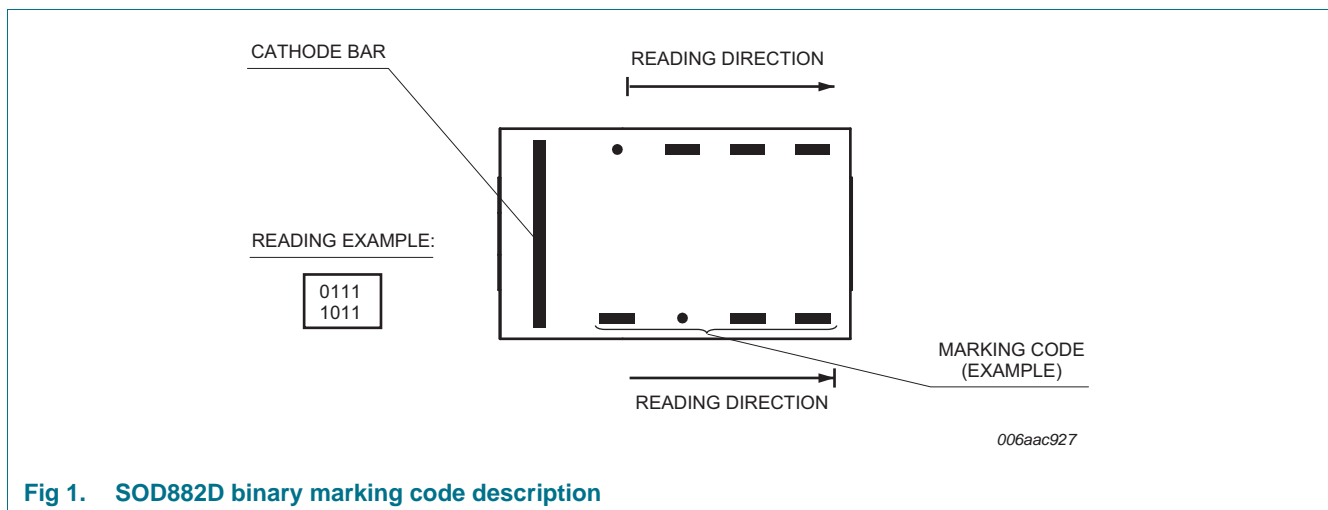 CATHODE BAR
READING DIRECTION
READING EXAMPLE:
0111
1011
MARKING CODE
(EXAMPLE)
READING DIRECTION
006aac927
Fig 1. SOD882D binary marking code description